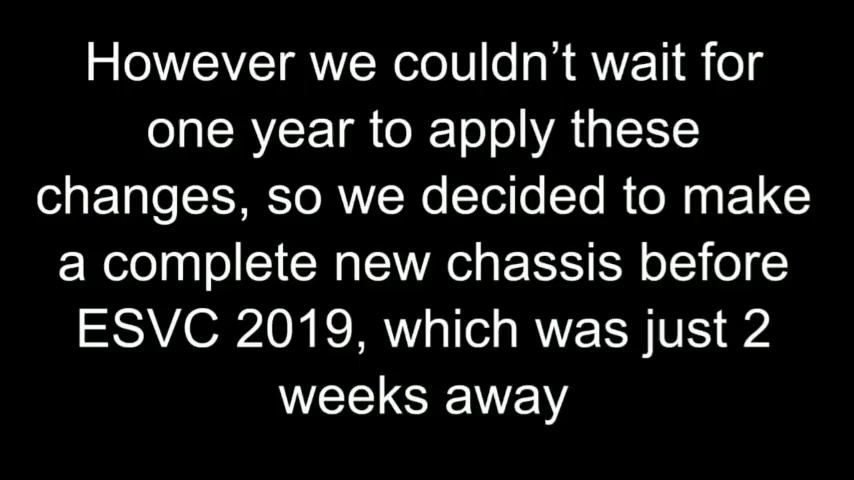 However we couldn’t wait for
one year to apply these
changes, so we decided to make
a complete new chassis before
ESVC 2019, which was just 2
weeks away